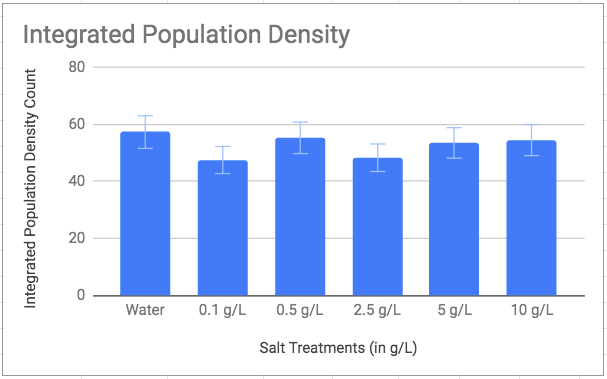 Integrated Population Density
Integrated Population Density Count
80
60
40
20
0
Water 0.1 g/L 0.5 g/L 2.5 g/L 5 g/L 10 g/L
Salt Treatments (in g/L)